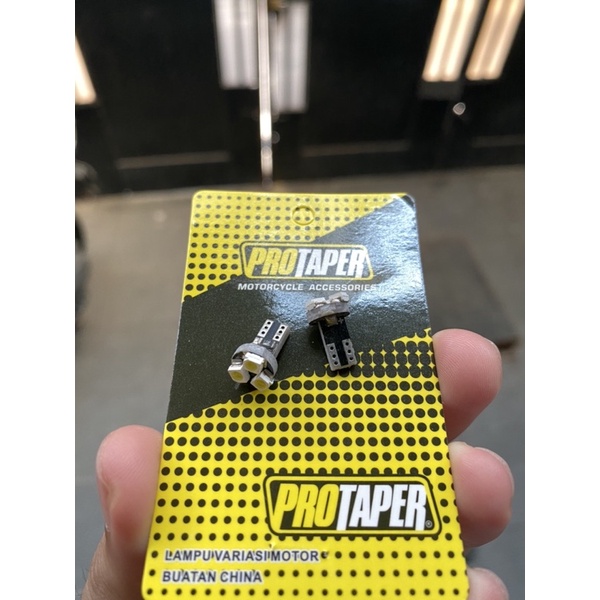 PROTAPER
MOTORCYCLE ACCESSORIES
PROTAPER®
LAMPU VARIASI MOTOR
BUATAN CHINA